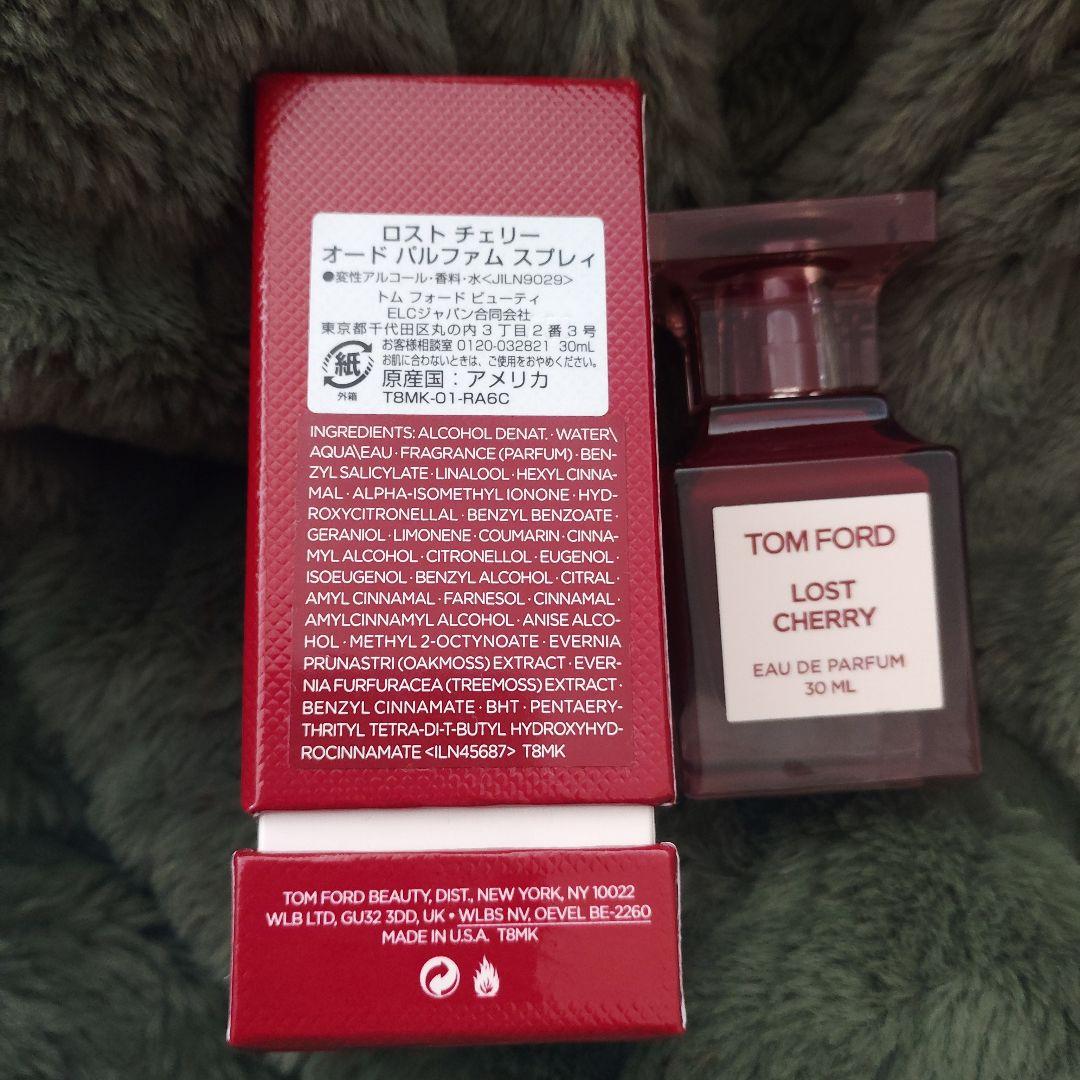 ロスト チェリー
オード パルファム スプレィ
●変性アルコール・香料・水<JILN9029>
トム フォード ビューティ
ELCジャパン合同会社
東京都千代田区丸の内3丁目2番3号
お客様相談室 0120-032821 30mL
お肌に合わないときは、ご使用をおやめください。
紙
外箱
原産国：アメリカ
T8MK-01-RA6C
INGREDIENTS: ALCOHOL DENAT. · WATER\
AQUA\EAU · FRAGRANCE (PARFUM) · BEN-
ZYL SALICYLATE · LINALOOL · HEXYL CINNA-
MAL · ALPHA-ISOMETHYL IONONE · HYD-
ROXYCITRONELLAL · BENZYL BENZOATE ·
GERANIOL · LIMONENE · COUMARIN · CINNA-
MYL ALCOHOL · CITRONELLOL · EUGENOL ·
ISOEUGENOL · BENZYL ALCOHOL · CITRAL ·
AMYL CINNAMAL · FARNESOL · CINNAMAL ·
AMYLCINNAMYL ALCOHOL · ANISE ALCO-
HOL · METHYL 2-OCTYNOATE · EVERNIA
PRUNASTRI (OAKMOSS) EXTRACT · EVER-
NIA FURFURACEA (TREEMOSS) EXTRACT ·
BENZYL CINNAMATE · BHT · PENTAERY-
THRITYL TETRA-DI-T-BUTYL HYDROXYHYD-
ROCINNAMATE <ILN45687> T8MK
TOM FORD BEAUTY, DIST., NEW YORK, NY 10022
WLB LTD, GU32 3DD, UK • WLBS NV, OEVEL BE-2260
MADE IN U.S.A. T8MK
TOM FORD
LOST
CHERRY
EAU DE PARFUM
30 ML